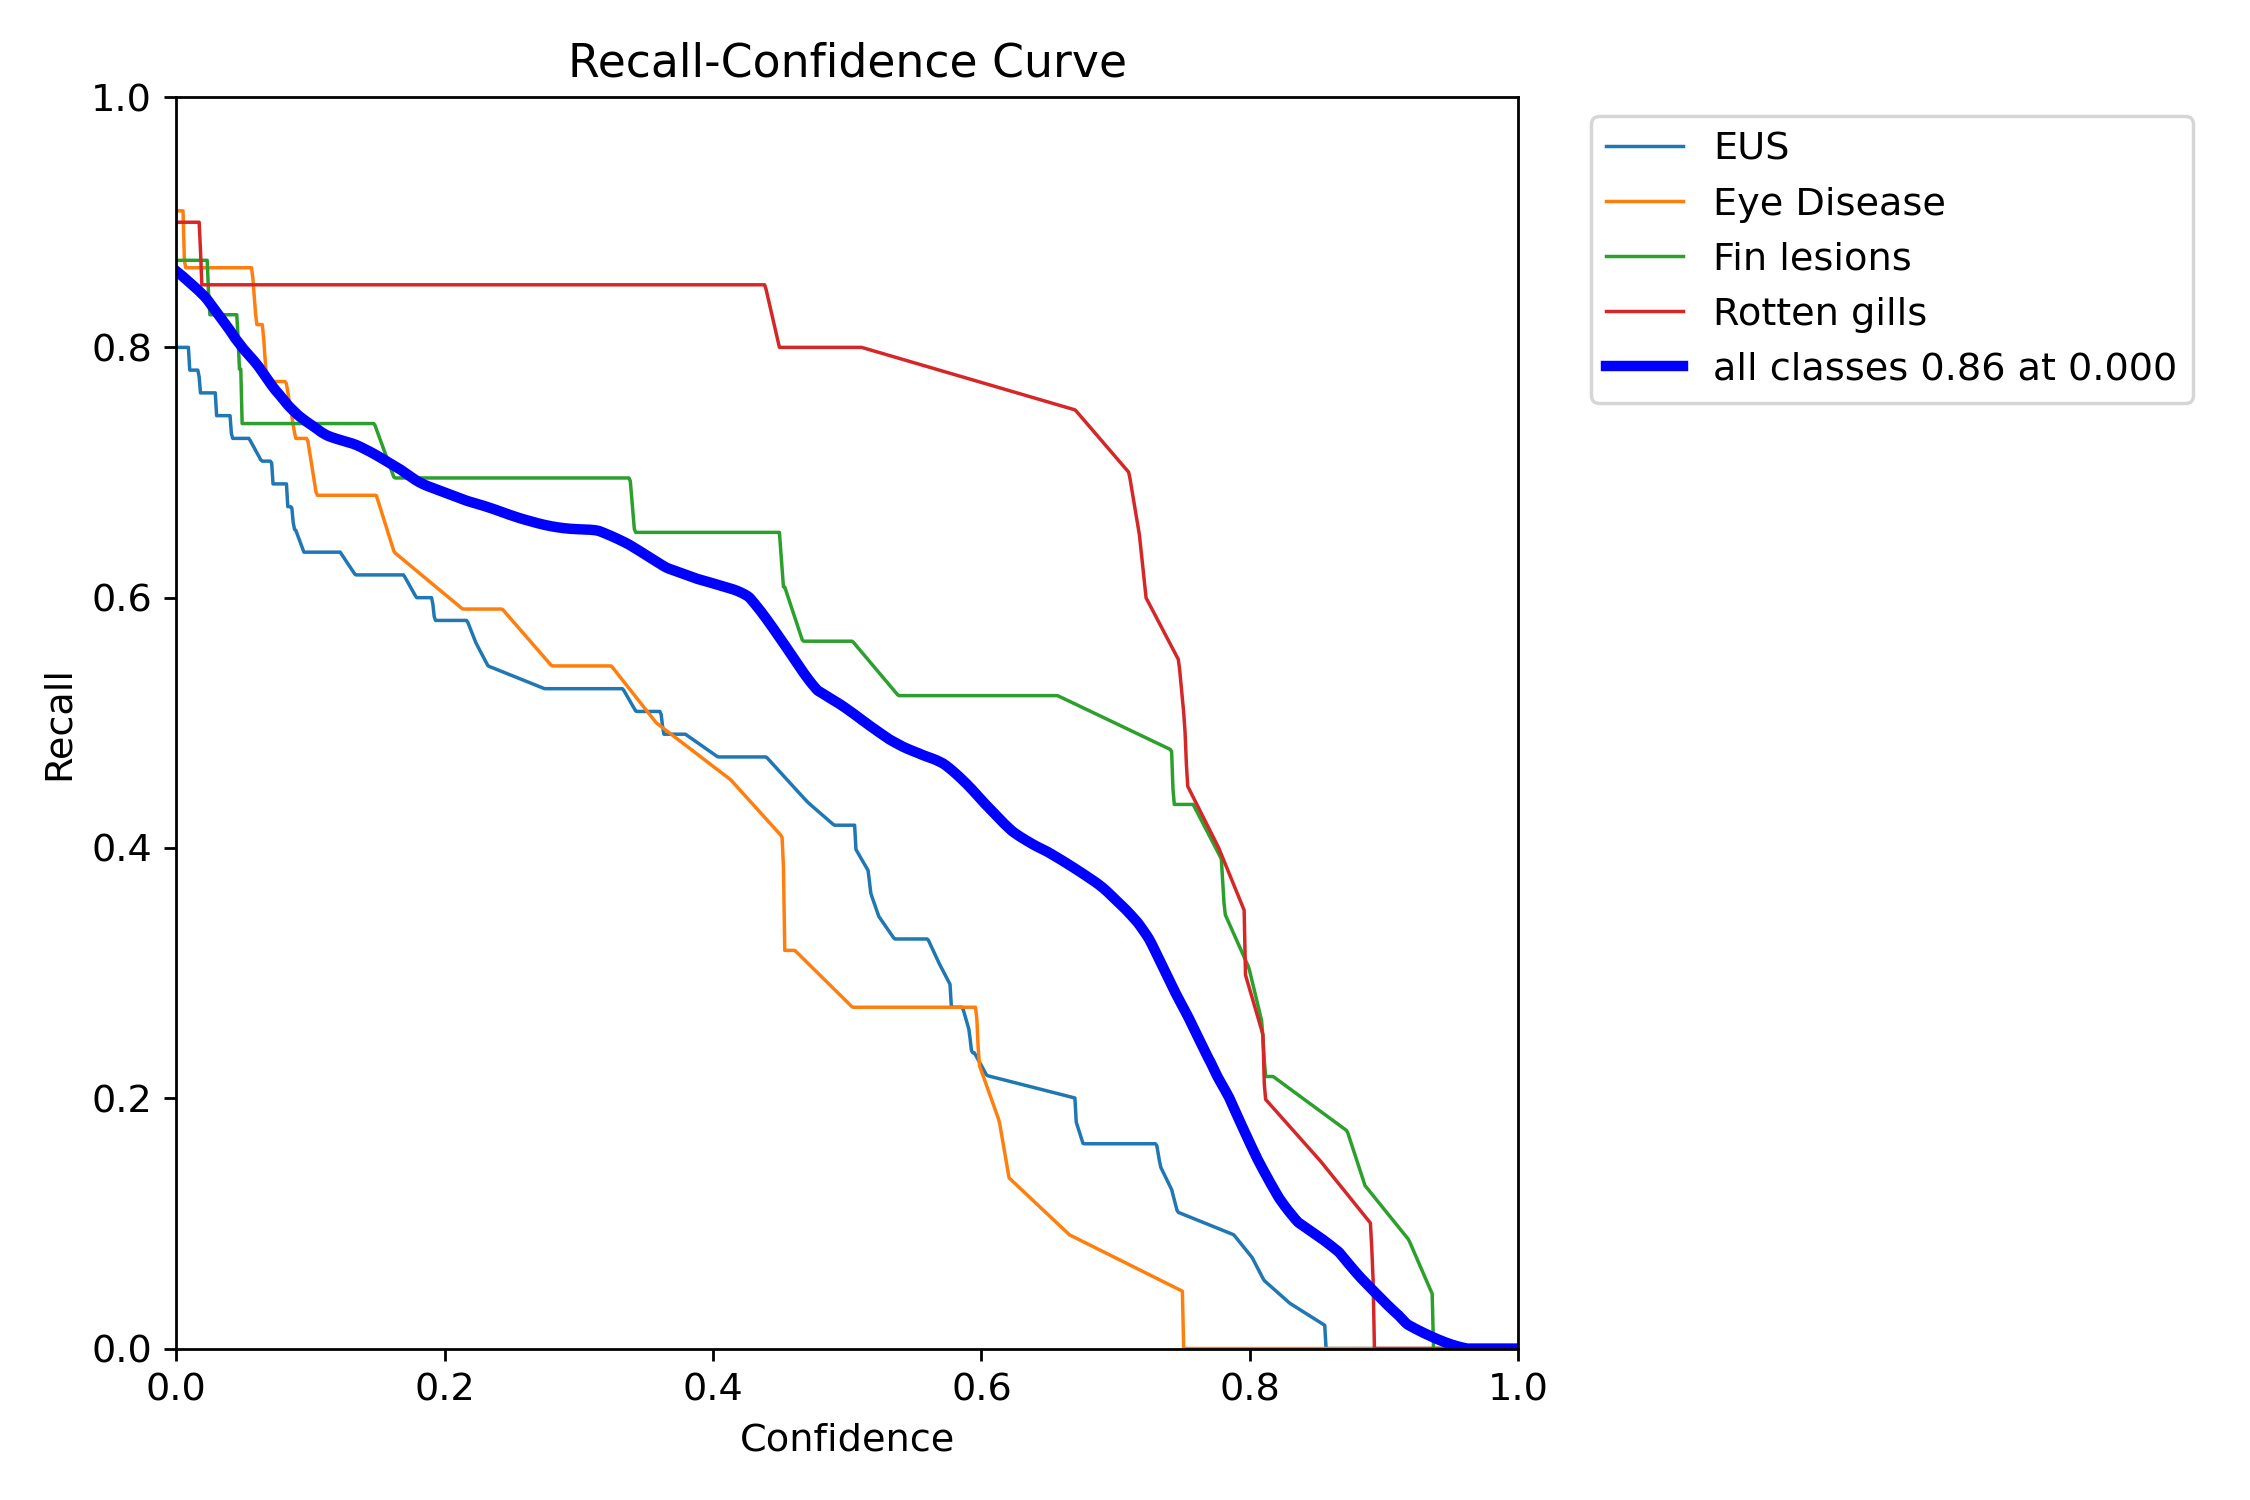 Recall-Confidence Curve
1.0
0.8
0.6
0.4
0.2
0.0
Recall
0.0 0.2 0.4 0.6 0.8 1.0
Confidence
EUS
Eye Disease
Fin lesions
Rotten gills
all classes 0.86 at 0.000